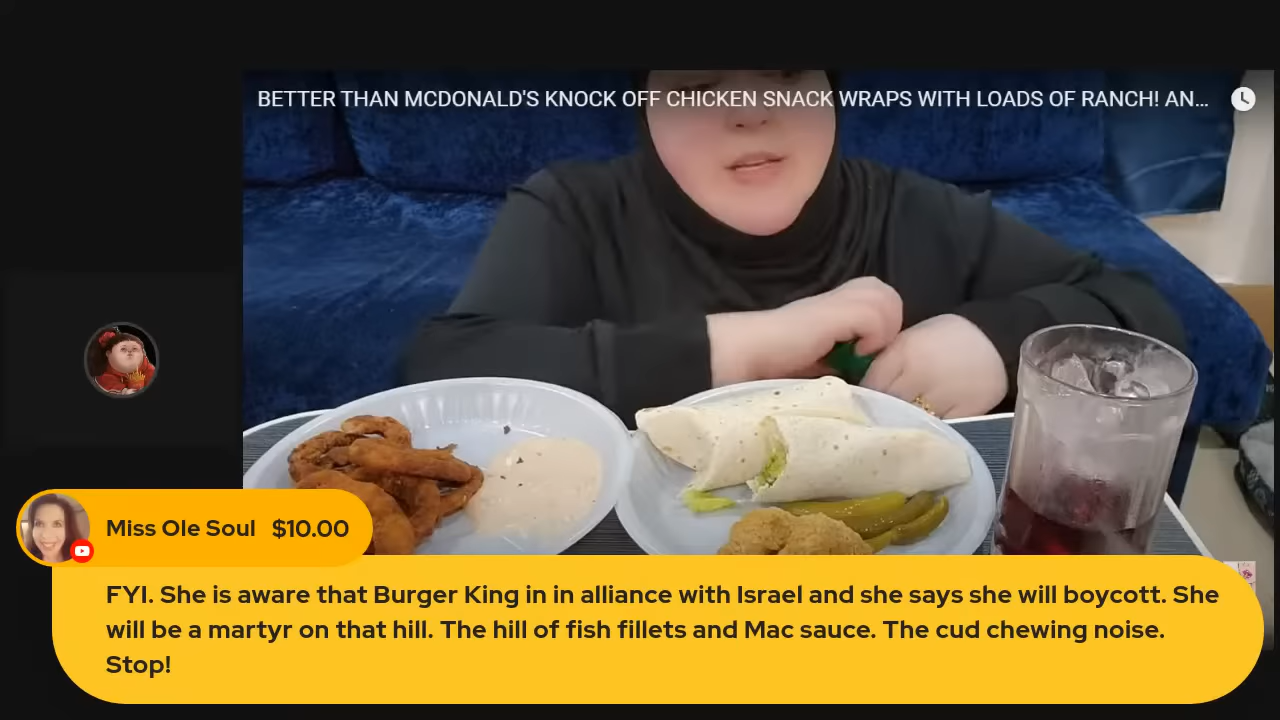 BETTER THAN MCDONALD'S KNOCK OFF CHICKEN SNACK WRAPS WITH LOADS OF RANCH! AN...
Miss Ole Soul $10.00
FYI. She is aware that Burger King in in alliance with Israel and she says she will boycott. She
will be a martyr on that hill. The hill of fish fillets and Mac sauce. The cud chewing noise.
Stop!